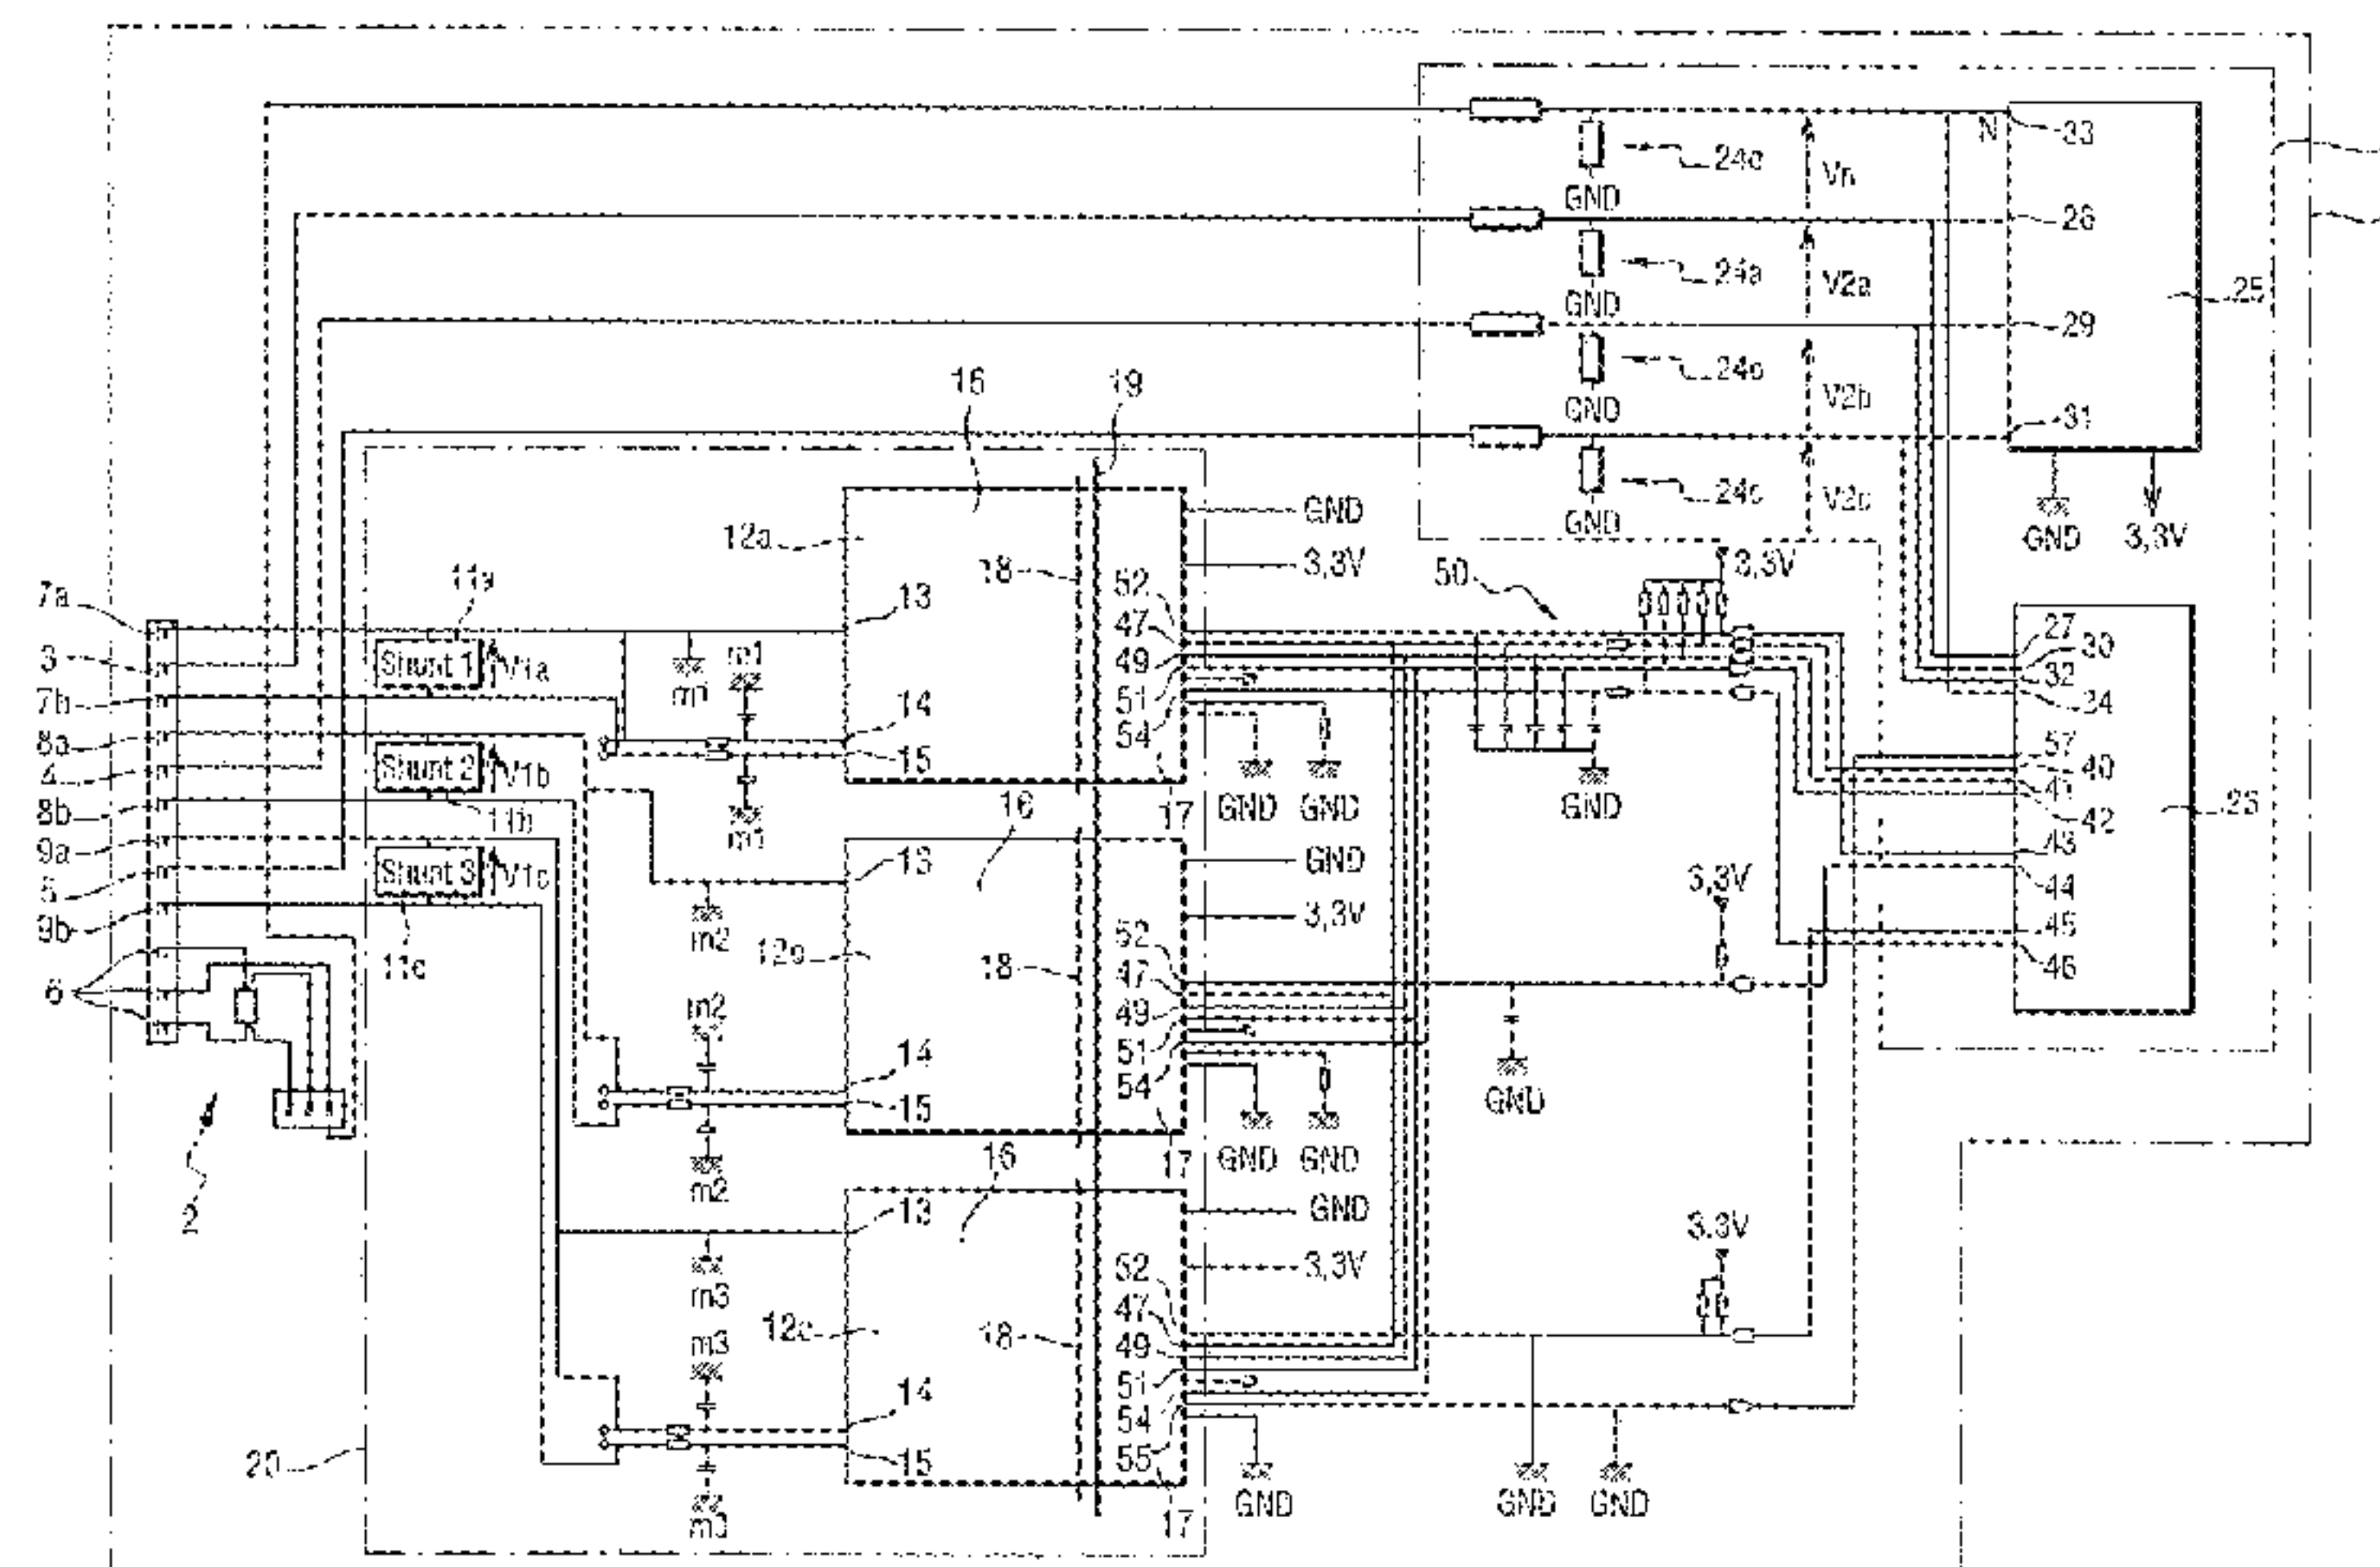 N
33
24c
Vn
GND
26
24a
V2a
25
GND
29
24c
V2b
16
19
GND
31
24c
V2c
GND
GND
12a
GND
3,3V
3,3V
18
3,3V
50
52
7a
11a
13
47
27
30
3
Shunt 1
V1a
49
32
m1
m1
34
7b
51
14
8a
54
57
15
40
4
Shunt 2
V1b
41
25
16
GND
GND
GND
8b
11b
m1
17
42
9a
13
GND
43
5
Shunt 3
V1c
3,3V
44
9b
m2
3,3V
45
11c
12c
18
52
46
6
47
m2
49
14
51
54
GND
15
16
17
GND
GND
2
m2
13
GND
3.3V
52
3,3V
m3
47
12c
m3
18
49
51
14
54
20
15
55
m3
17
GND
GND
GND